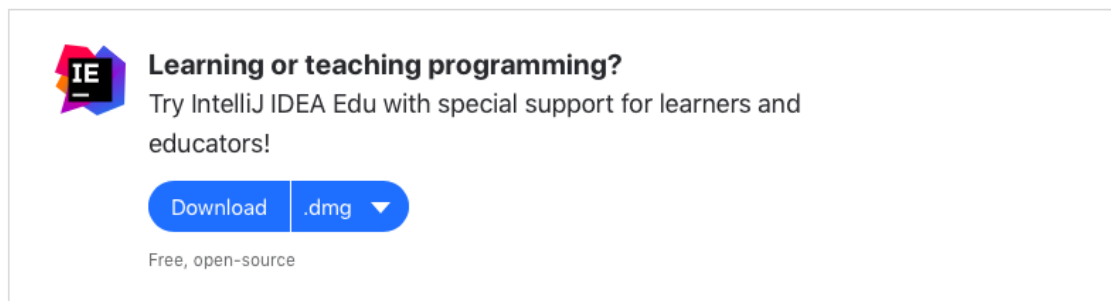 IE
Learning or teaching programming?
Try IntelliJ IDEA Edu with special support for learners and
educators!
Download .dmg
Free, open-source